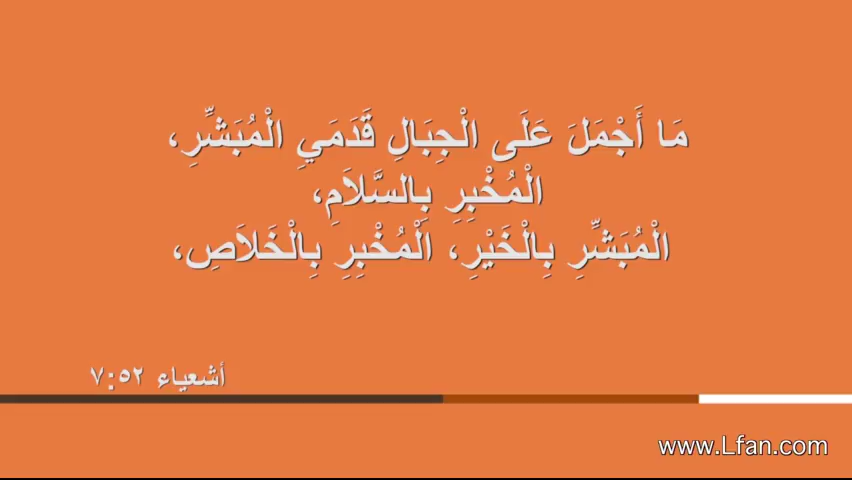 مَا أَجْمَلَ عَلَى الْجِبَالِ قَدَمَيِ الْمُبَشِّرِ،
الْمُخْبِرِ بِالسَّلاَمِ،
الْمُبَشِّرِ بِالْخَيْرِ، الْمُخْبِرِ بِالْخَلاَصِ،
أشعياء ٧:٥٢
www.Lfan.com